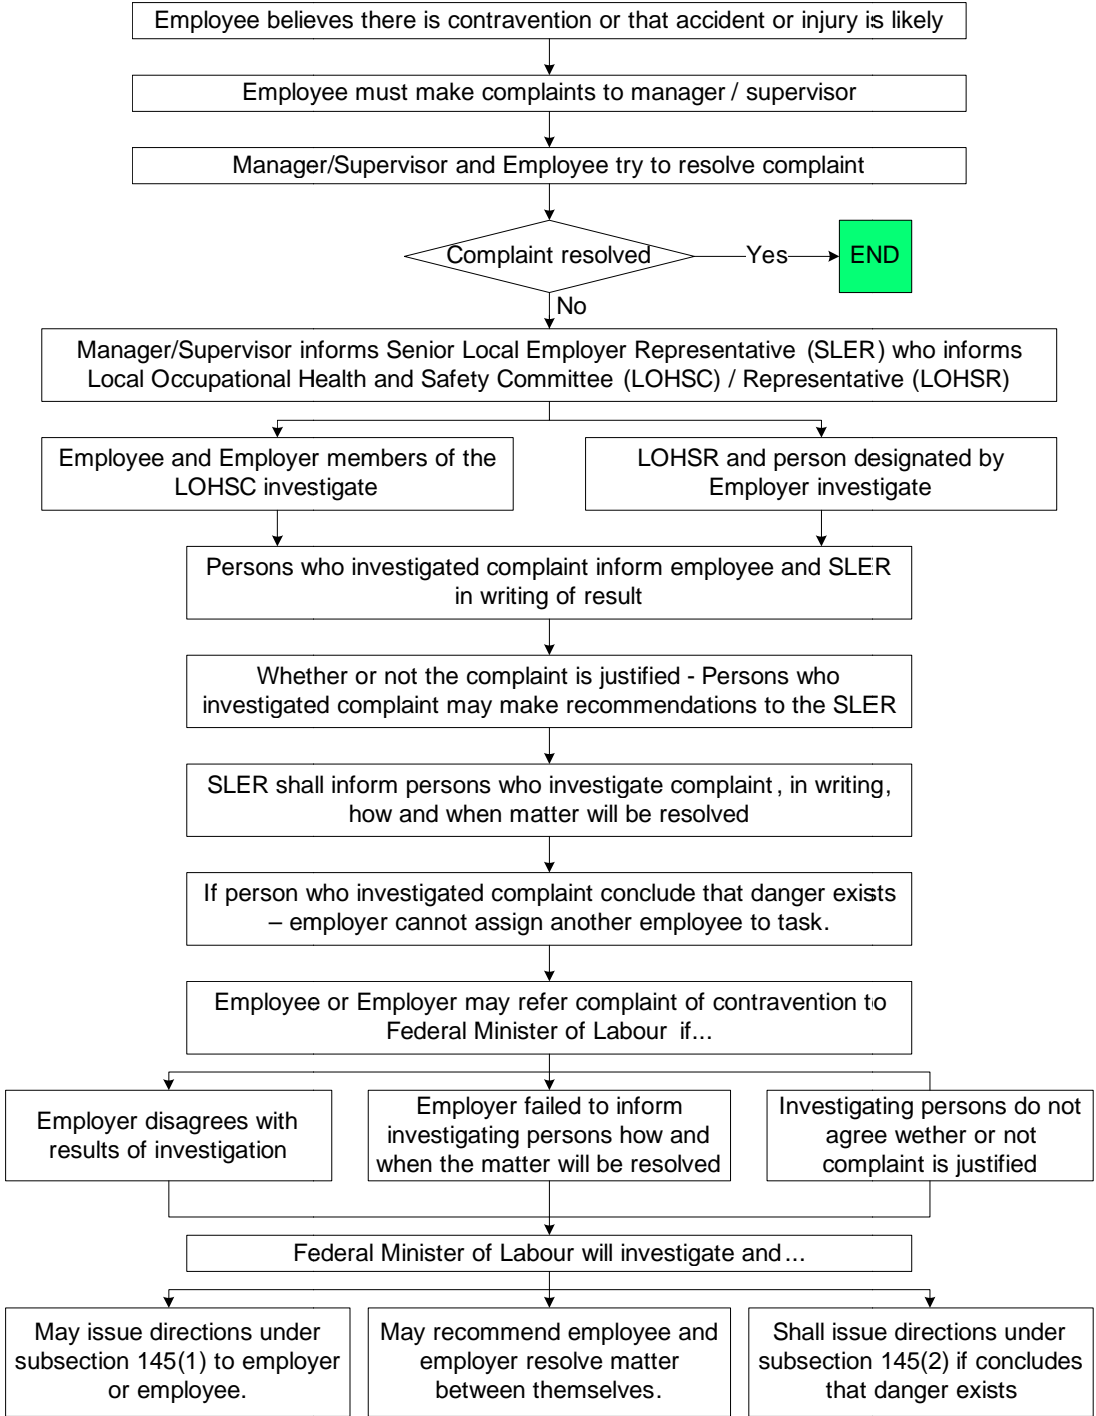 Employee believes there is contravention or that accident or injury is likely
Employee must make complaints to manager / supervisor
Manager/Supervisor and Employee try to resolve complaint
Complaint resolved
Yes
END
No
Manager/Supervisor informs Senior Local Employer Representative (SLER) who informs
Local Occupational Health and Safety Committee (LOHSC) / Representative (LOHSR)
Employee and Employer members of the
LOHSC investigate
LOHSR and person designated by
Employer investigate
Persons who investigated complaint inform employee and SLER
in writing of result
Whether or not the complaint is justified - Persons who
investigated complaint may make recommendations to the SLER
SLER shall inform persons who investigate complaint, in writing,
how and when matter will be resolved
If person who investigated complaint conclude that danger exists
– employer cannot assign another employee to task.
Employee or Employer may refer complaint of contravention to
Federal Minister of Labour if...
Employer disagrees with
results of investigation
Employer failed to inform
investigating persons how and
when the matter will be resolved
Investigating persons do not
agree wether or not
complaint is justified
Federal Minister of Labour will investigate and...
May issue directions under
subsection 145(1) to employer
or employee.
May recommend employee and
employer resolve matter
between themselves.
Shall issue directions under
subsection 145(2) if concludes
that danger exists